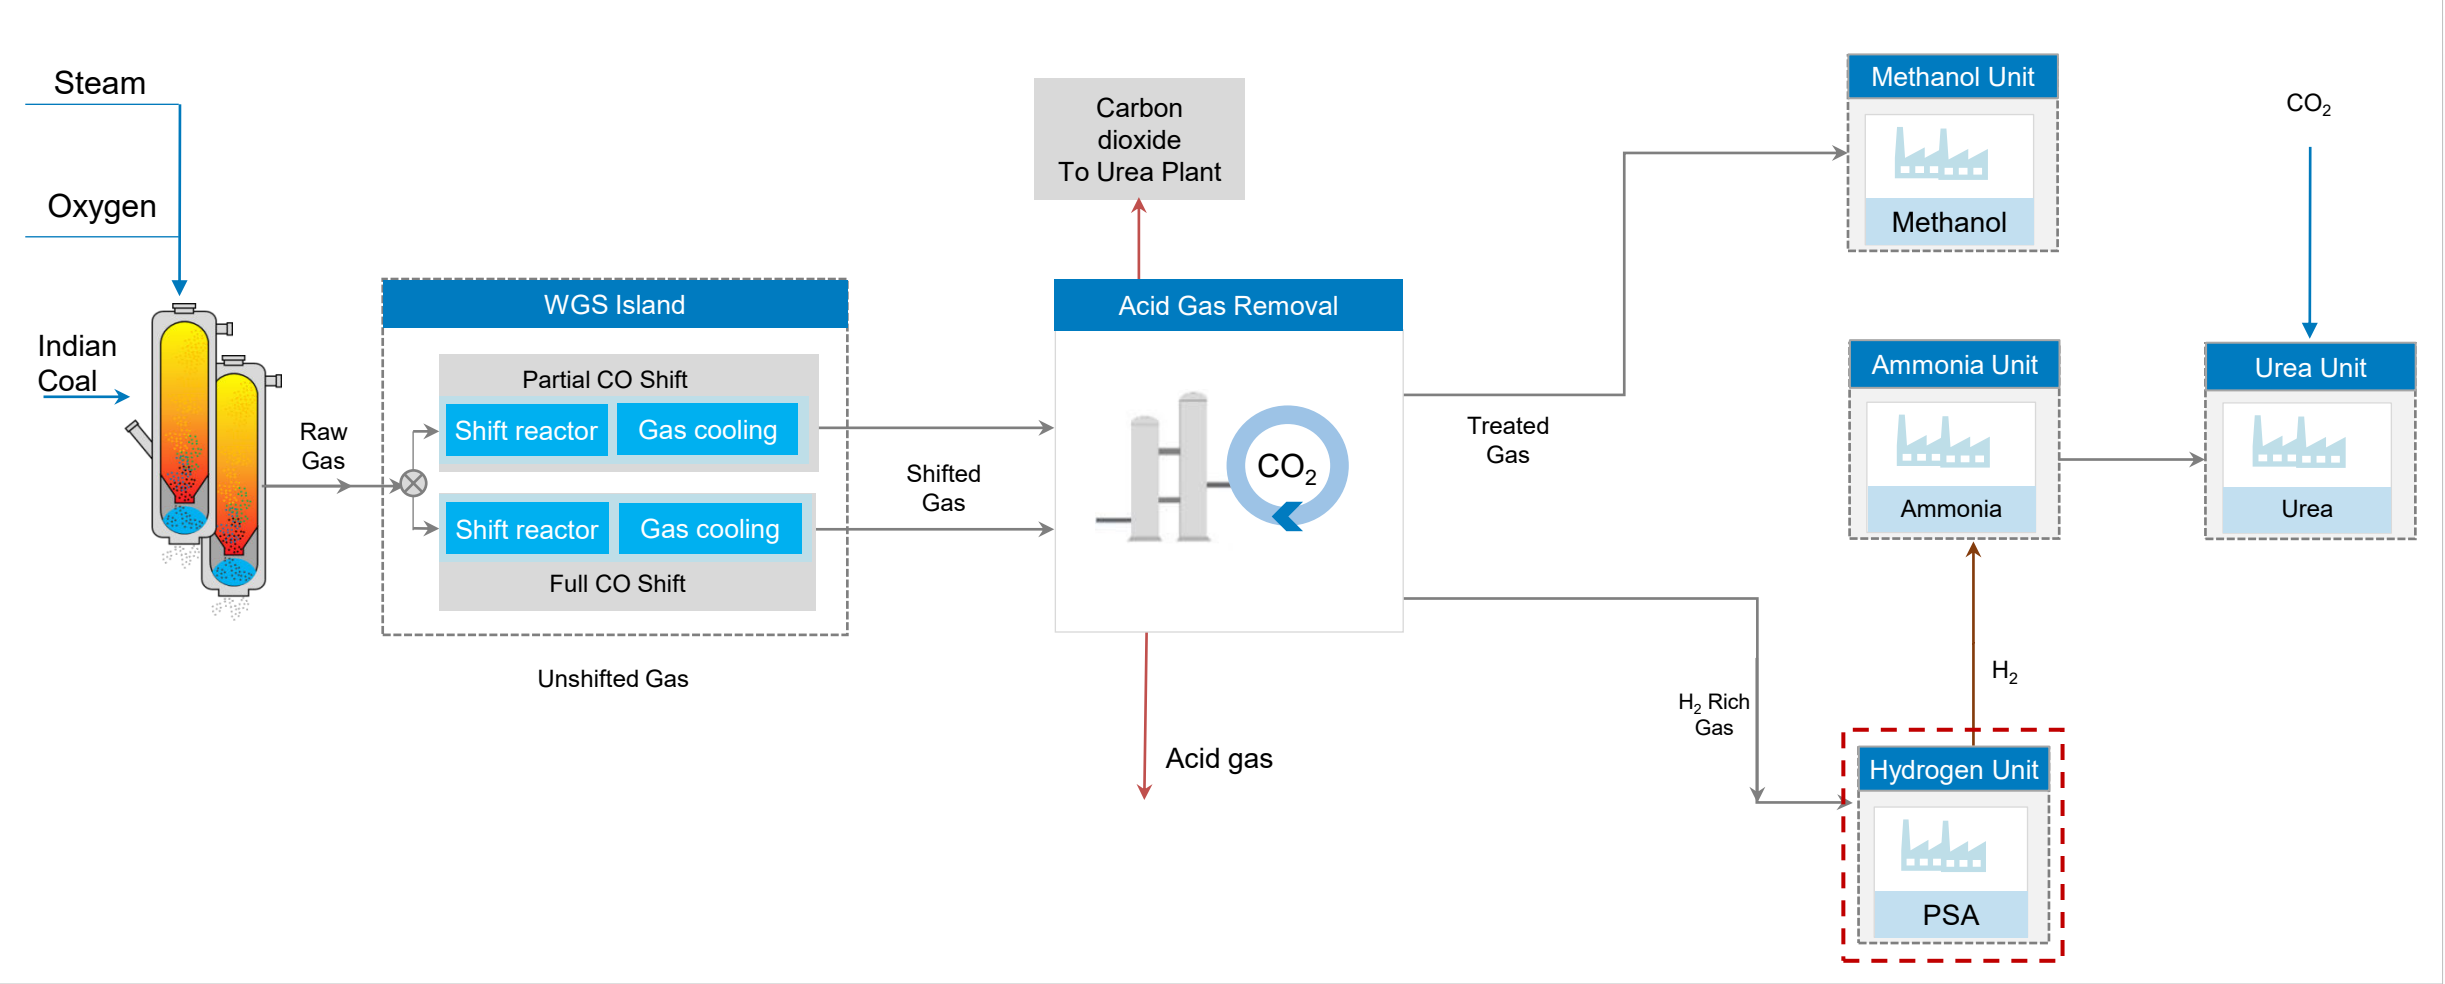 Steam
Oxygen
Indian
Coal
Raw
Gas
WGS Island
Partial CO Shift
Shift reactor
Gas cooling
Shift reactor
Gas cooling
Full CO Shift
Unshifted Gas
Shifted
Gas
Carbon
dioxide
To Urea Plant
Acid Gas Removal
CO₂
Acid gas
Treated
Gas
H₂ Rich
Gas
Methanol Unit
Methanol
Ammonia Unit
Ammonia
H₂
Hydrogen Unit
PSA
CO₂
Urea Unit
Urea